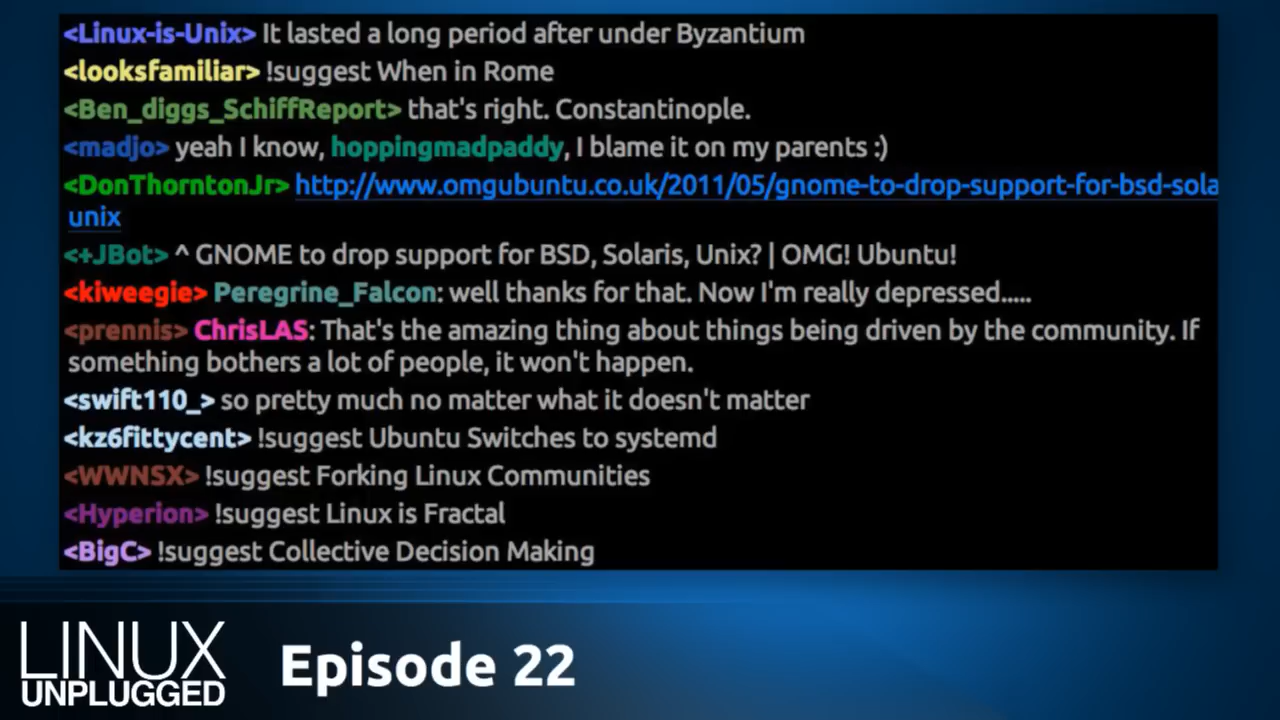 <Linux-is-Unix> It lasted a long period after under Byzantium
<looksfamiliar> !suggest When in Rome
<Ben_diggs_SchiffReport> that's right. Constantinople.
<madjo> yeah I know, hoppingmadpaddy, I blame it on my parents :)
<DonThorntonJr> http://www.omgubuntu.co.uk/2011/05/gnome-to-drop-support-for-bsd-sola
unix
<+JBot> ^ GNOME to drop support for BSD, Solaris, Unix? | OMG! Ubuntu!
<kiweegie> Peregrine_Falcon: well thanks for that. Now I'm really depressed.....
<prennis> ChrisLAS: That's the amazing thing about things being driven by the community. If
something bothers a lot of people, it won't happen.
<swift110_> so pretty much no matter what it doesn't matter
<kz6fittycent> !suggest Ubuntu Switches to systemd
<WWNSX> !suggest Forking Linux Communities
<Hyperion> !suggest Linux is Fractal
<BigC> !suggest Collective Decision Making
LINUX
UNPLUGGED
Episode 22